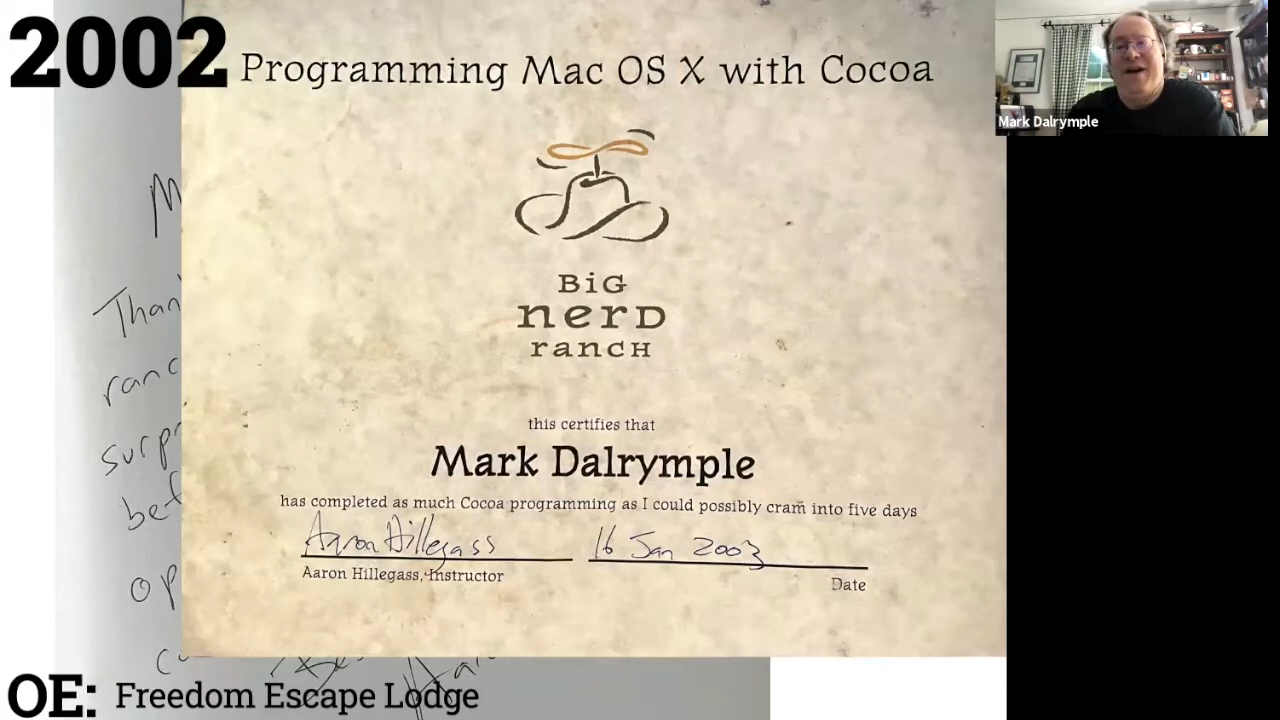 2002
Programming Mac OS X with Cocoa
Mark Dalrymple
BiG
nerD
rancH
this certifies that
Mark Dalrymple
has completed as much Cocoa programming as I could possibly cram into five days
Aaron Hillegass
16 Jan 2003
Aaron Hillegass, Instructor
Date
OE: Freedom Escape Lodge